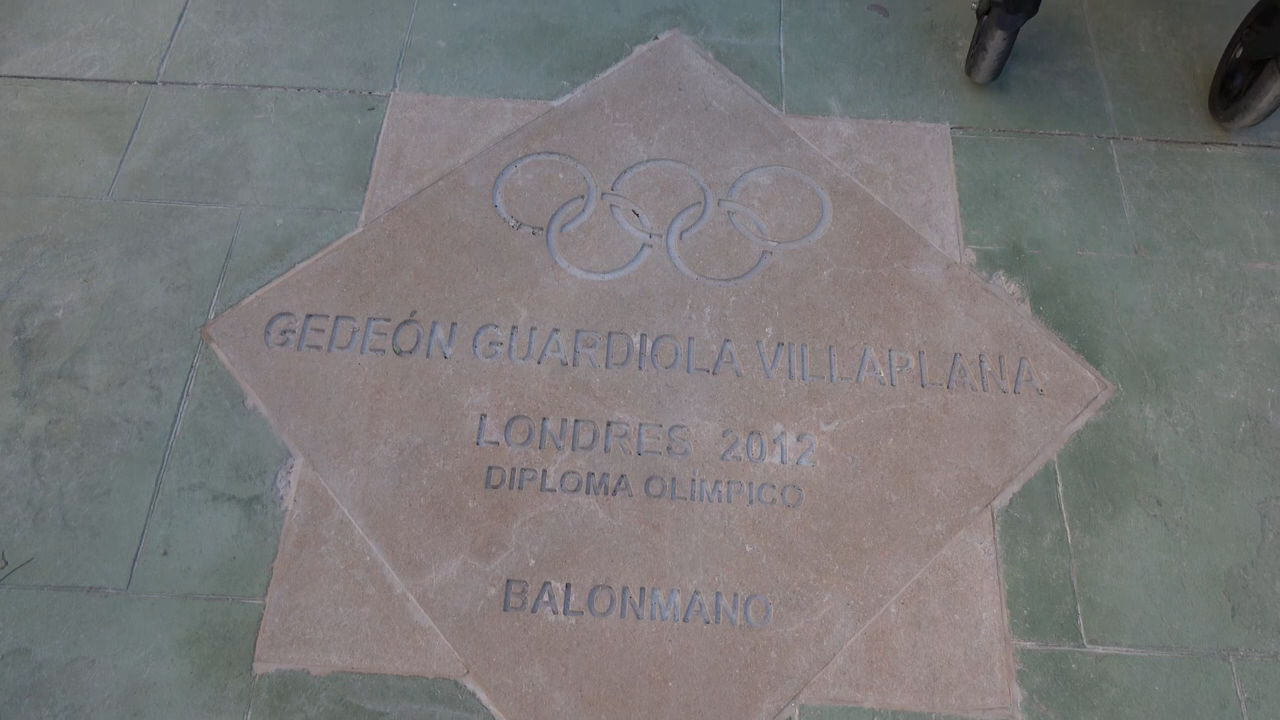 GEDEÓN GUARDIOLA VILLAPLANA
LONDRES 2012
DIPLOMA OLÍMPICO
BALONMANO